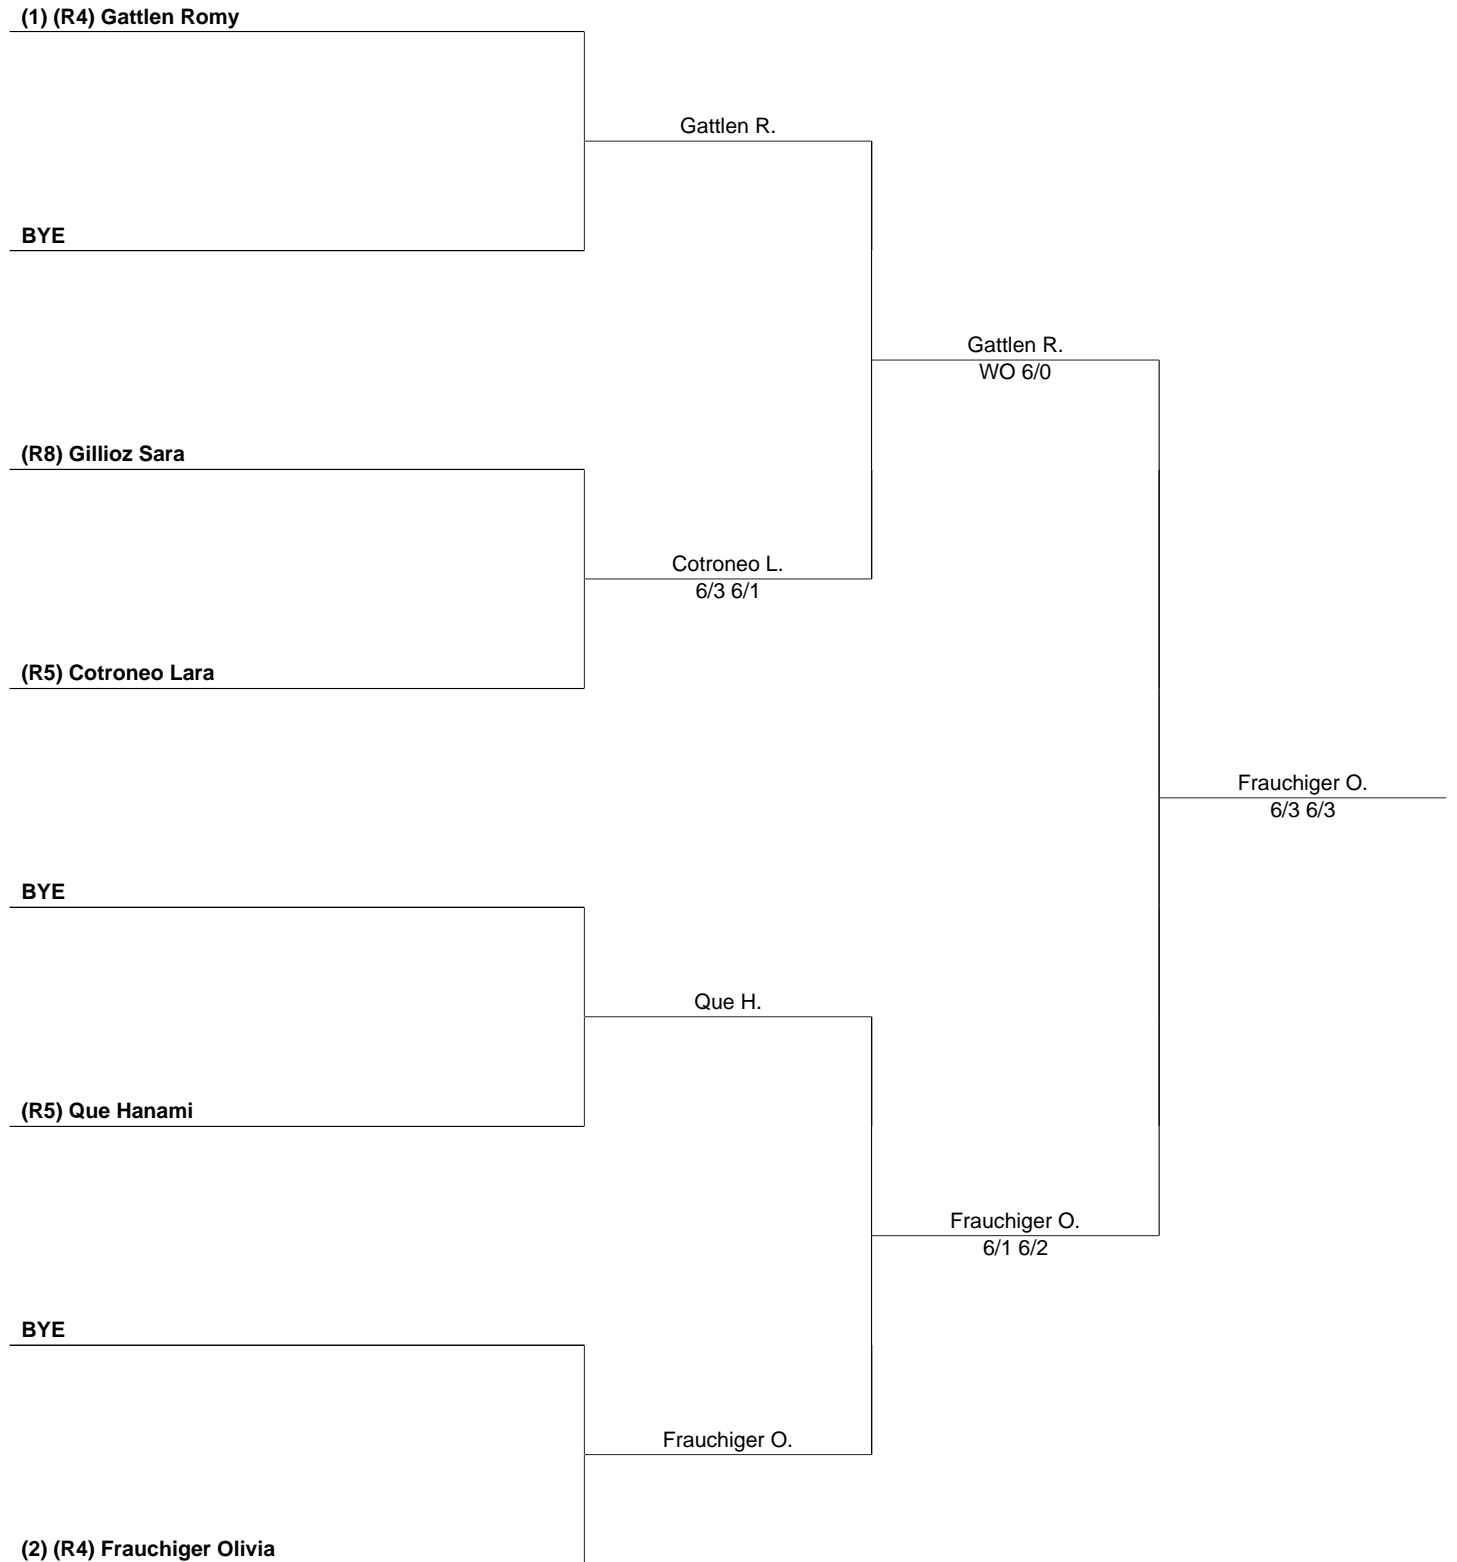 (1) (R4) Gattlen Romy
Gattlen R.
BYE
Gattlen R.
WO 6/0
(R8) Gillioz Sara
Cotroneo L.
6/3 6/1
(R5) Cotroneo Lara
Frauchiger O.
6/3 6/3
BYE
Que H.
(R5) Que Hanami
Frauchiger O.
6/1 6/2
BYE
Frauchiger O.
(2) (R4) Frauchiger Olivia